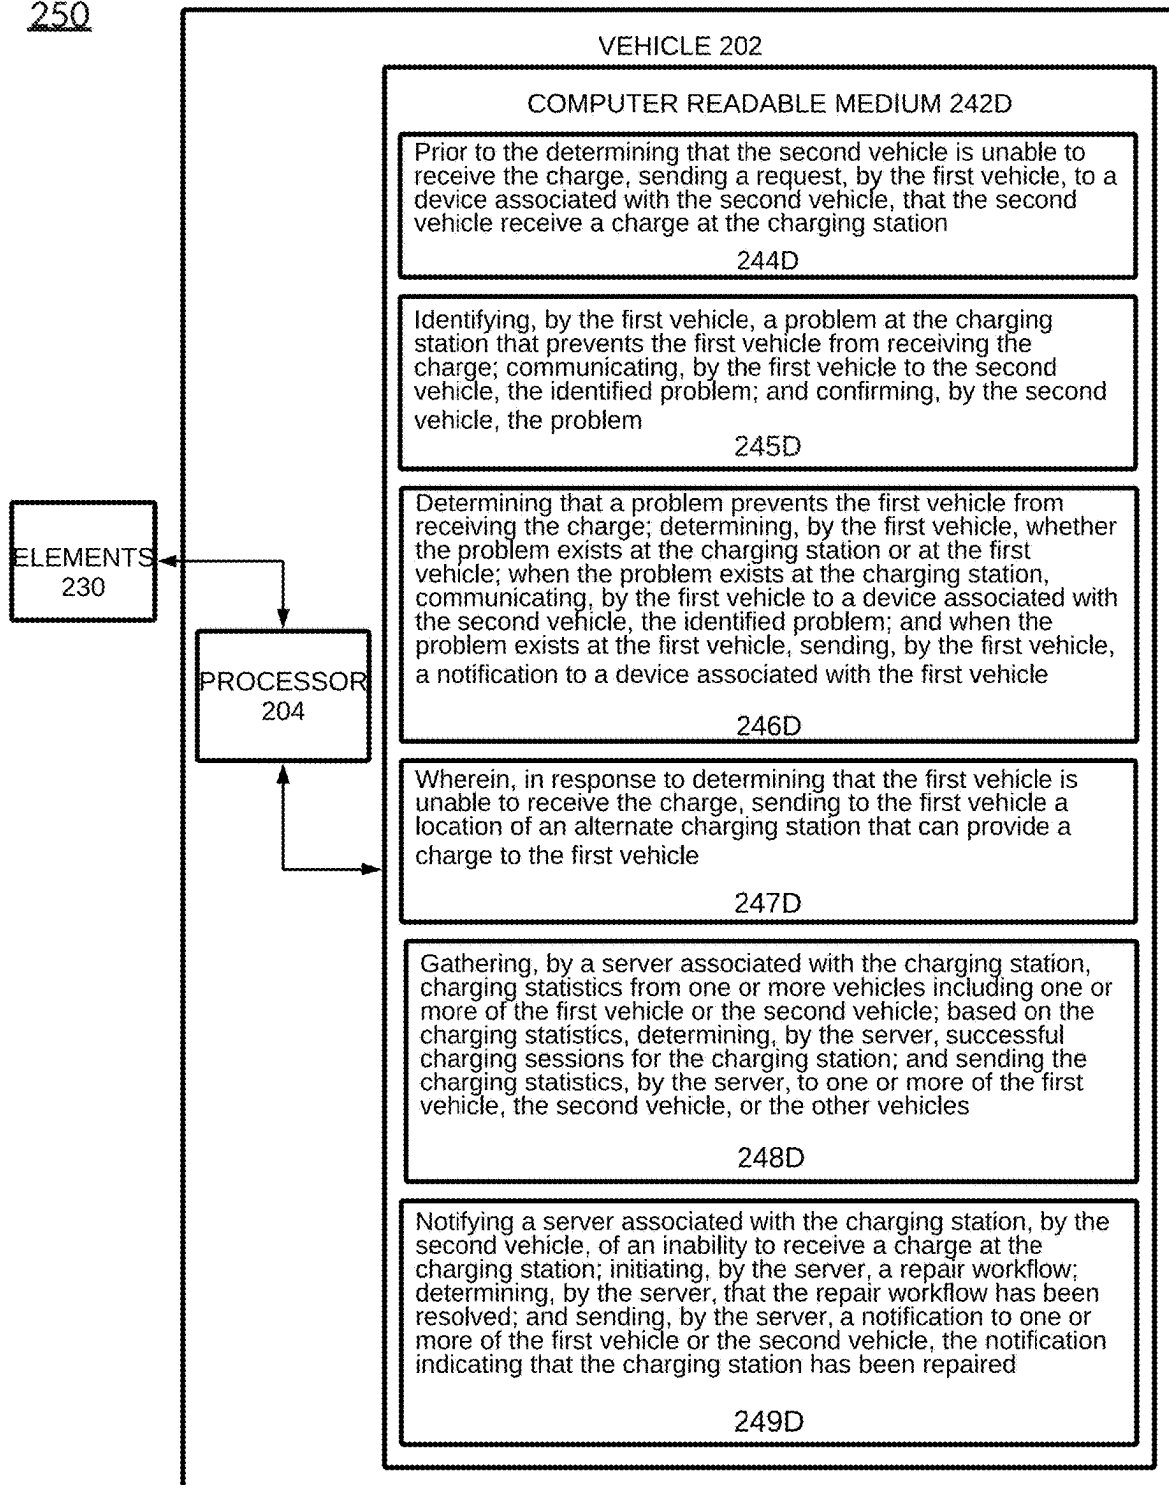 250
VEHICLE 202
COMPUTER READABLE MEDIUM 242D
Prior to the determining that the second vehicle is unable to
receive the charge, sending a request, by the first vehicle, to a
device associated with the second vehicle, that the second
vehicle receive a charge at the charging station
244D
Identifying, by the first vehicle, a problem at the charging
station that prevents the first vehicle from receiving the
charge; communicating, by the first vehicle to the second
vehicle, the identified problem; and confirming, by the second
vehicle, the problem
245D
Determining that a problem prevents the first vehicle from
receiving the charge; determining, by the first vehicle, whether
the problem exists at the charging station or at the first
vehicle; when the problem exists at the charging station,
communicating, by the first vehicle to a device associated with
the second vehicle, the identified problem; and when the
problem exists at the first vehicle, sending, by the first vehicle,
a notification to a device associated with the first vehicle
246D
ELEMENTS
230
PROCESSOR
204
Wherein, in response to determining that the first vehicle is
unable to receive the charge, sending to the first vehicle a
location of an alternate charging station that can provide a
charge to the first vehicle
247D
Gathering, by a server associated with the charging station,
charging statistics from one or more vehicles including one or
more of the first vehicle or the second vehicle; based on the
charging statistics, determining, by the server, successful
charging sessions for the charging station; and sending the
charging statistics, by the server, to one or more of the first
vehicle, the second vehicle, or the other vehicles
248D
Notifying a server associated with the charging station, by the
second vehicle, of an inability to receive a charge at the
charging station; initiating, by the server, a repair workflow;
determining, by the server, that the repair workflow has been
resolved; and sending, by the server, a notification to one or
more of the first vehicle or the second vehicle, the notification
indicating that the charging station has been repaired
249D